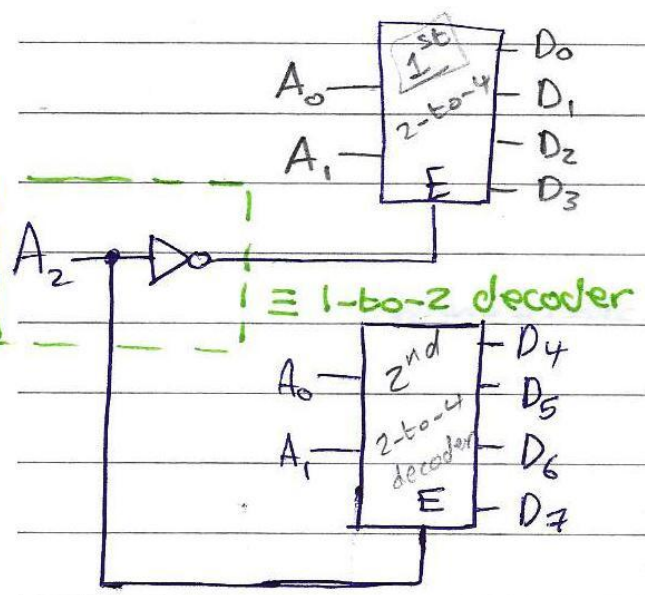 1st
2-to-4
A0
A1
E
D0
D1
D2
D3
A2
≡ 1-to-2 decoder
2nd
2-to-4
decoder
A0
A1
E
D4
D5
D6
D7